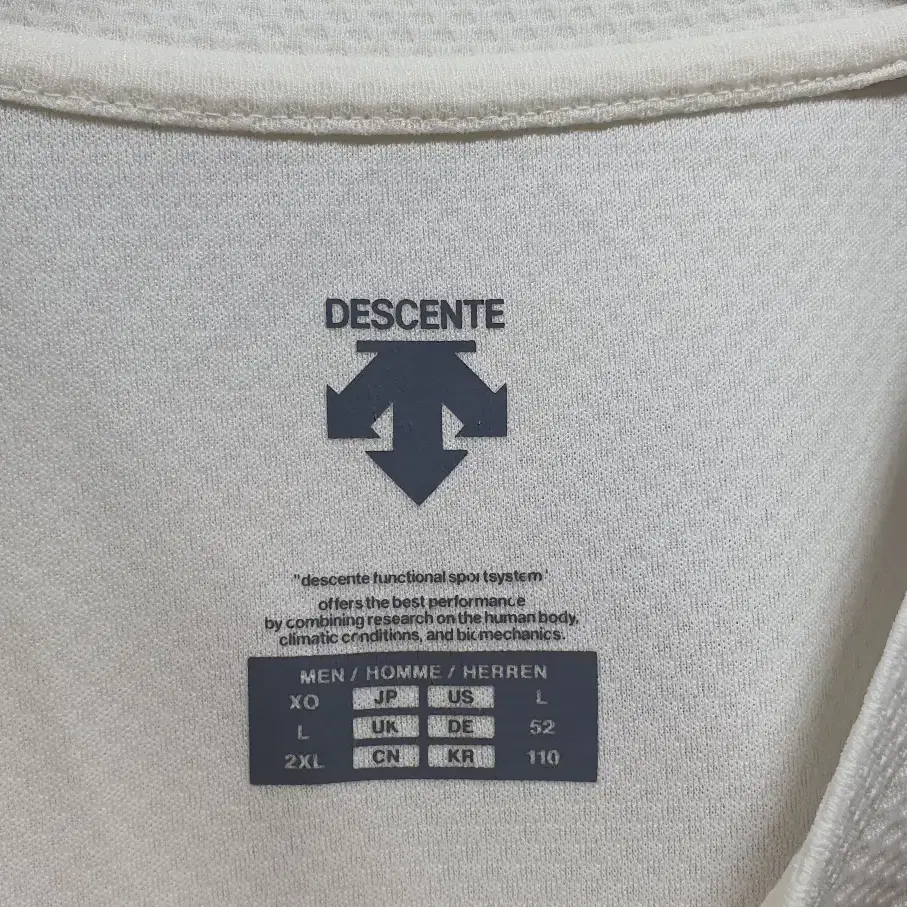 DESCENTE
"descente functional sportsystem"
offers the best performance
by combining research on the human body,
climatic conditions, and biomechanics.
MEN / HOMME / HERREN
XO JP US L
L UK DE 52
2XL CN KR 110